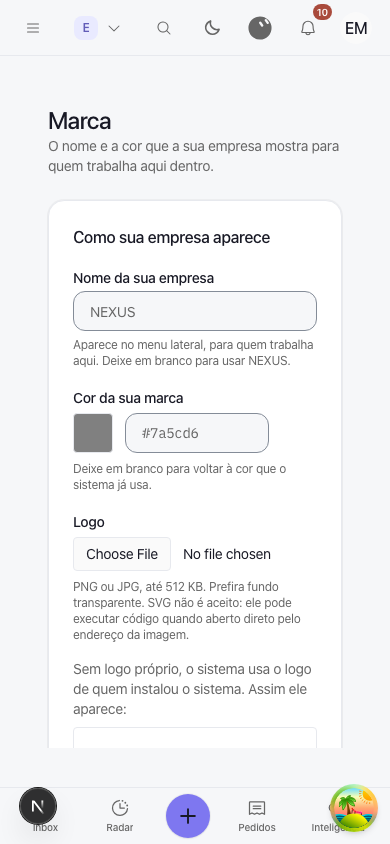 E
10
EM
Marca
O nome e a cor que a sua empresa mostra para
quem trabalha aqui dentro.
Como sua empresa aparece
Nome da sua empresa
NEXUS
Aparece no menu lateral, para quem trabalha
aqui. Deixe em branco para usar NEXUS.
Cor da sua marca
#7a5cd6
Deixe em branco para voltar à cor que o
sistema já usa.
Logo
Choose File No file chosen
PNG ou JPG, até 512 KB. Prefira fundo
transparente. SVG não é aceito: ele pode
executar código quando aberto direto pelo
endereço da imagem.
Sem logo próprio, o sistema usa o logo
de quem instalou o sistema. Assim ele
aparece:
N
Inbox Radar Pedidos